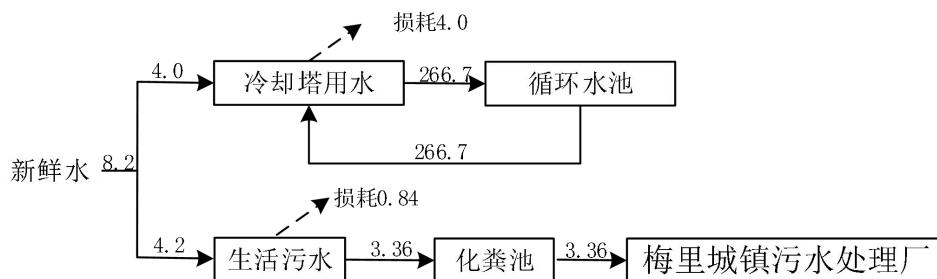 损耗4.0
4.0
冷却塔用水
266.7
循环水池
266.7
新鲜水
8.2
损耗0.84
4.2
生活污水
3.36
化粪池
3.36
梅里城镇污水处理厂